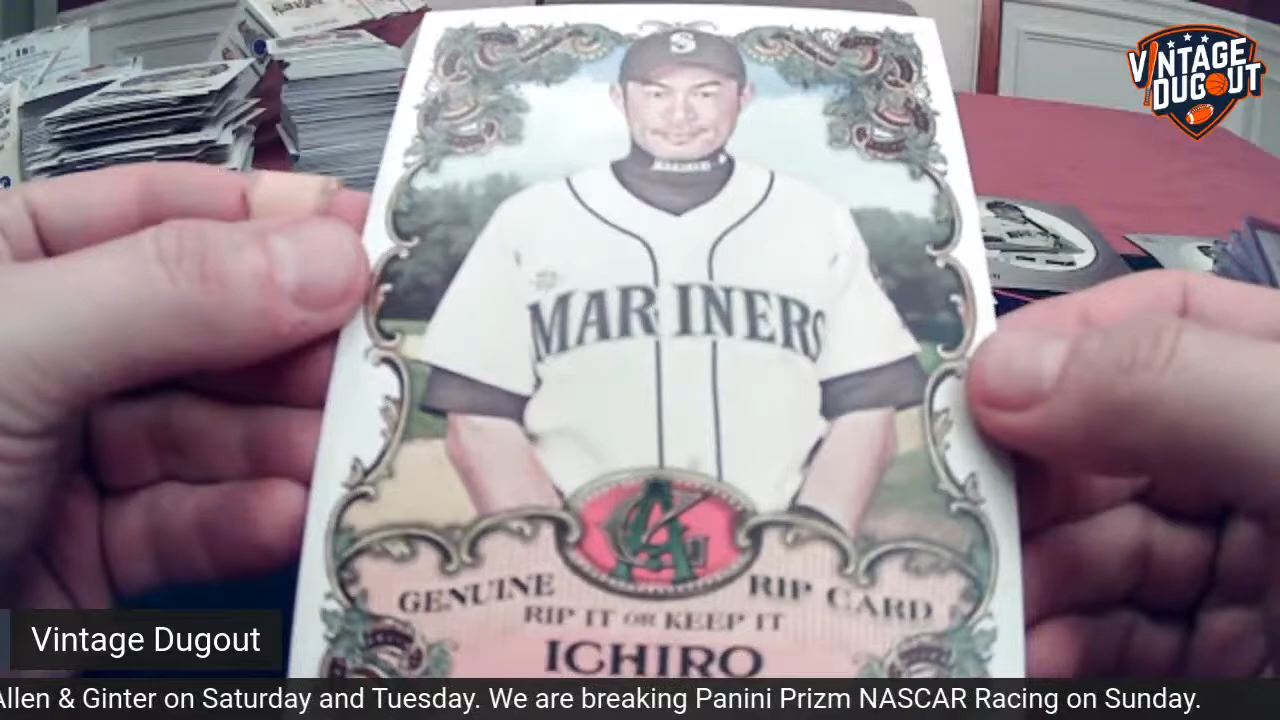 VINTAGE
DUGOUT
S
MARINERS
GENUINE RIP CARD
RIP IT OR KEEP IT
ICHIRO
Vintage Dugout
Allen & Ginter on Saturday and Tuesday. We are breaking Panini Prizm NASCAR Racing on Sunday.